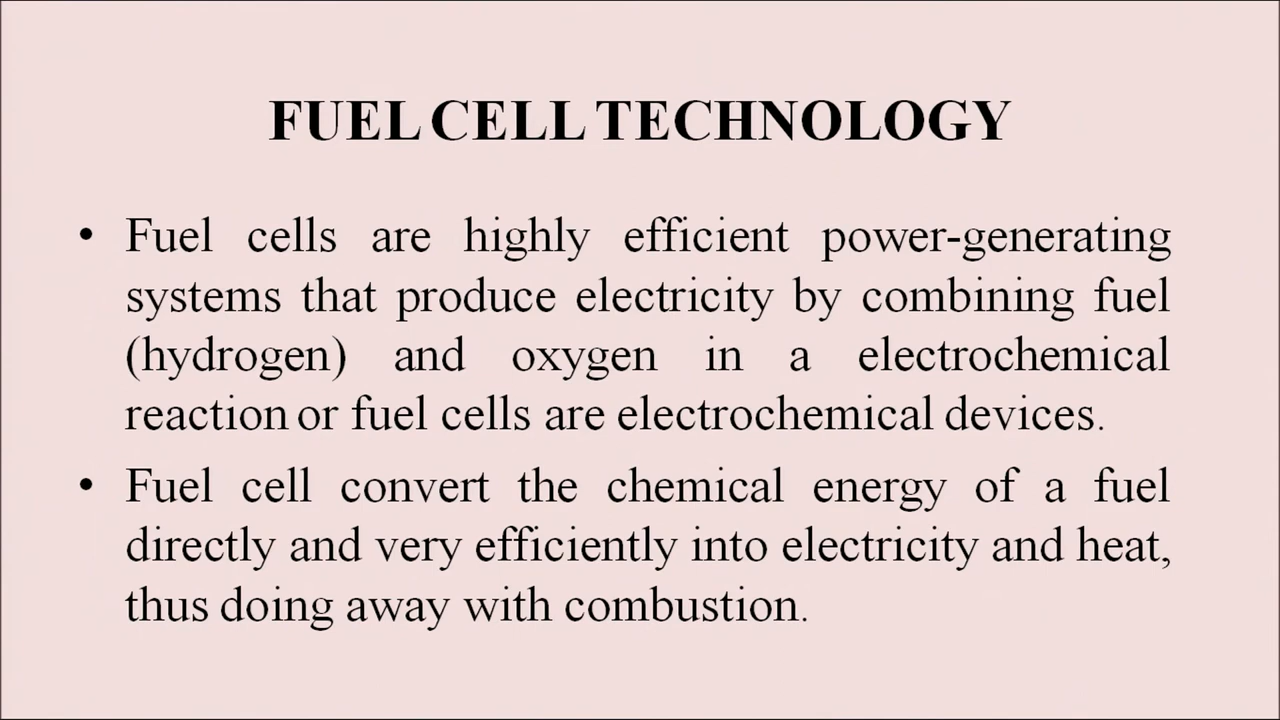 FUEL CELL TECHNOLOGY
• Fuel cells are highly efficient power-generating
systems that produce electricity by combining fuel
(hydrogen) and oxygen in a electrochemical
reaction or fuel cells are electrochemical devices.
• Fuel cell convert the chemical energy of a fuel
directly and very efficiently into electricity and heat,
thus doing away with combustion.